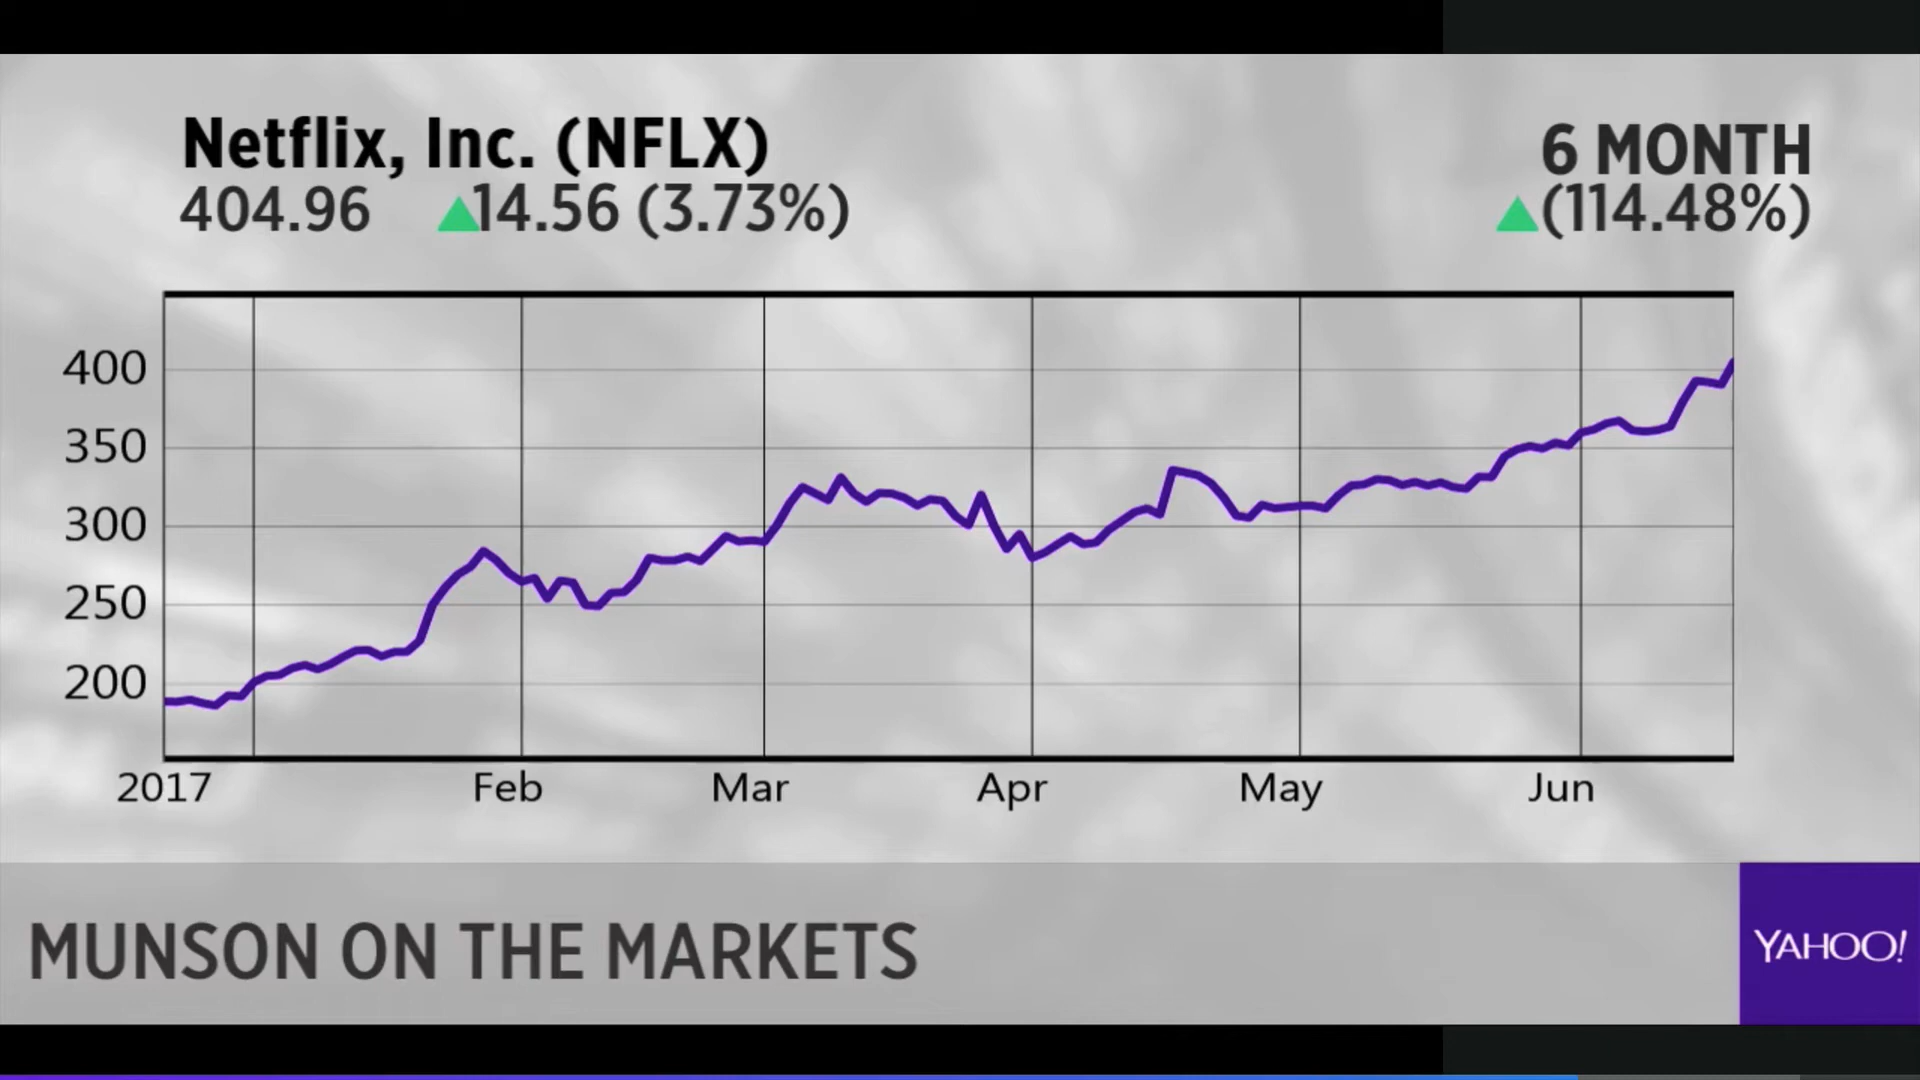 Netflix, Inc. (NFLX)
404.96 ▲14.56 (3.73%)
6 MONTH
▲(114.48%)
400
350
300
250
200
2017 Feb Mar Apr May Jun
MUNSON ON THE MARKETS
YAHOO!